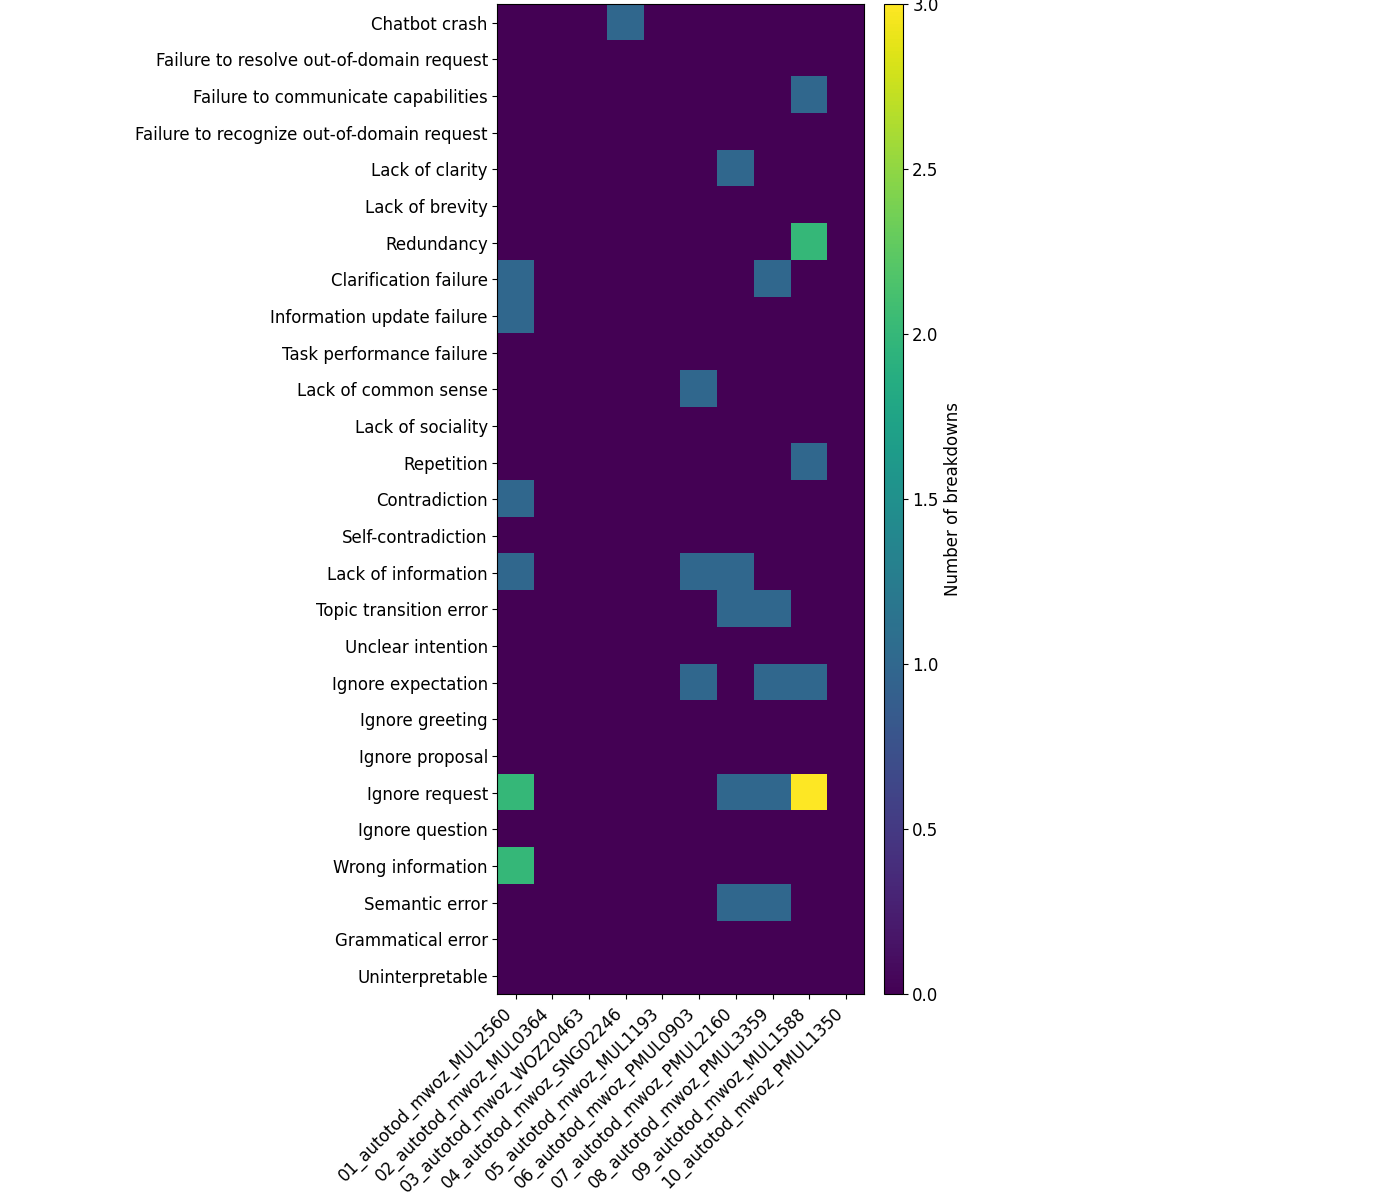 Chatbot crash
Failure to resolve out-of-domain request
Failure to communicate capabilities
Failure to recognize out-of-domain request
Lack of clarity
Lack of brevity
Redundancy
Clarification failure
Information update failure
Task performance failure
Lack of common sense
Lack of sociality
Repetition
Contradiction
Self-contradiction
Lack of information
Topic transition error
Unclear intention
Ignore expectation
Ignore greeting
Ignore proposal
Ignore request
Ignore question
Wrong information
Semantic error
Grammatical error
Uninterpretable
01_autotod_mwoz_MUL2560
02_autotod_mwoz_MUL0364
03_autotod_mwoz_WOZ20463
04_autotod_mwoz_SNG02246
05_autotod_mwoz_MUL1193
06_autotod_mwoz_PMUL0903
07_autotod_mwoz_PMUL2160
08_autotod_mwoz_PMUL3359
09_autotod_mwoz_MUL1588
10_autotod_mwoz_PMUL1350
3.0
2.5
2.0
1.5
1.0
0.5
0.0
Number of breakdowns